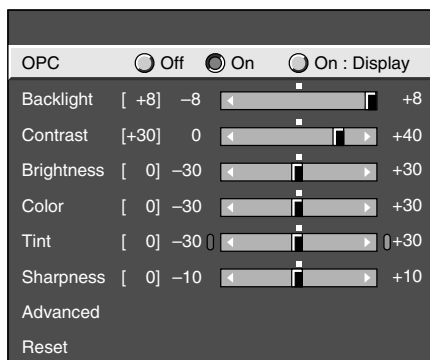 OPC Off On On : Display
Backlight [ +8] –8 +8
Contrast [+30] 0 +40
Brightness [ 0] –30 +30
Color [ 0] –30 +30
Tint [ 0] –30 +30
Sharpness [ 0] –10 +10
Advanced
Reset